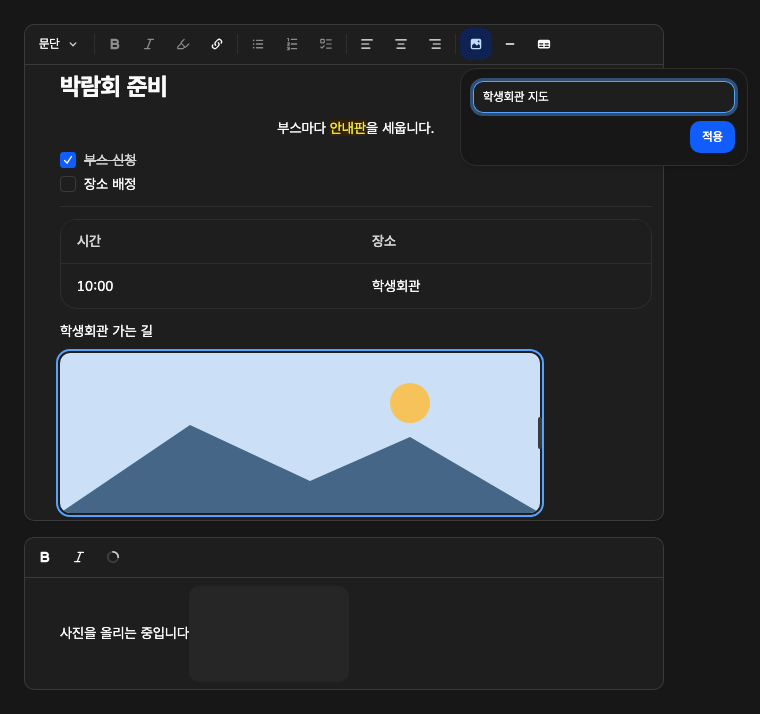 문단
B
I
학생회관 지도
적용
박람회 준비
부스마다 안내판을 세웁니다.
부스 신청
장소 배정
시간 장소
10:00 학생회관
학생회관 가는 길
B I
사진을 올리는 중입니다